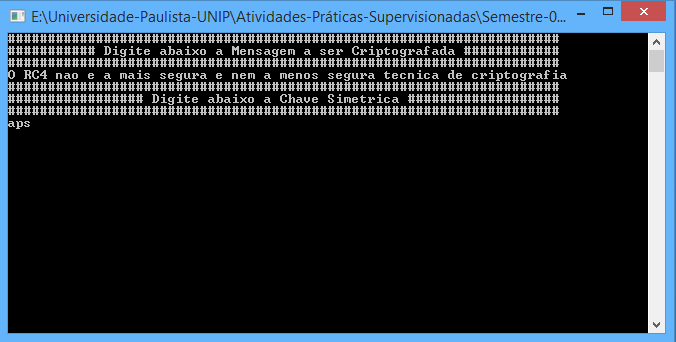 E:\Universidade-Paulista-UNIP\Atividades-Práticas-Supervisionadas\Semestre-0...
#####################################################################
########### Digite abaixo a Mensagem a ser Criptografada ############
#####################################################################
O RC4 nao e a mais segura e nem a menos segura tecnica de criptografia
#####################################################################
################# Digite abaixo a Chave Simetrica ###################
#####################################################################
aps